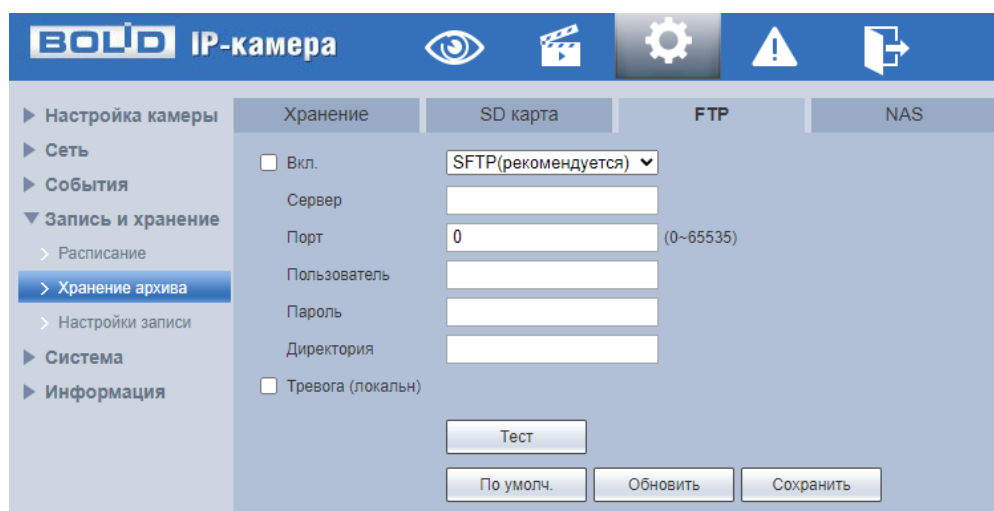 BOLID IP-камера
Настройка камеры
Сеть
События
Запись и хранение
Расписание
Хранение архива
Настройки записи
Система
Информация
Хранение
SD карта
FTP
NAS
Вкл.
SFTP(рекомендуется)
Сервер
Порт
0
(0~65535)
Пользователь
Пароль
Директория
Тревога (локальн)
Тест
По умолч.
Обновить
Сохранить